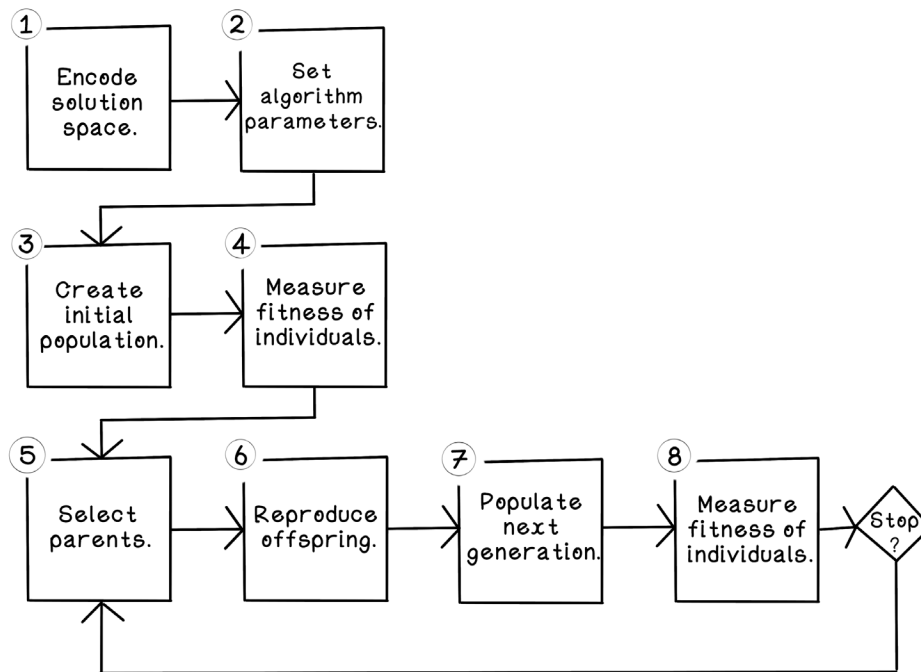 1
Encode
solution
space.
2
Set
algorithm
parameters.
3
Create
initial
population.
4
Measure
fitness of
individuals.
5
Select
parents.
6
Reproduce
offspring.
7
Populate
next
generation.
8
Measure
fitness of
individuals.
Stop
?